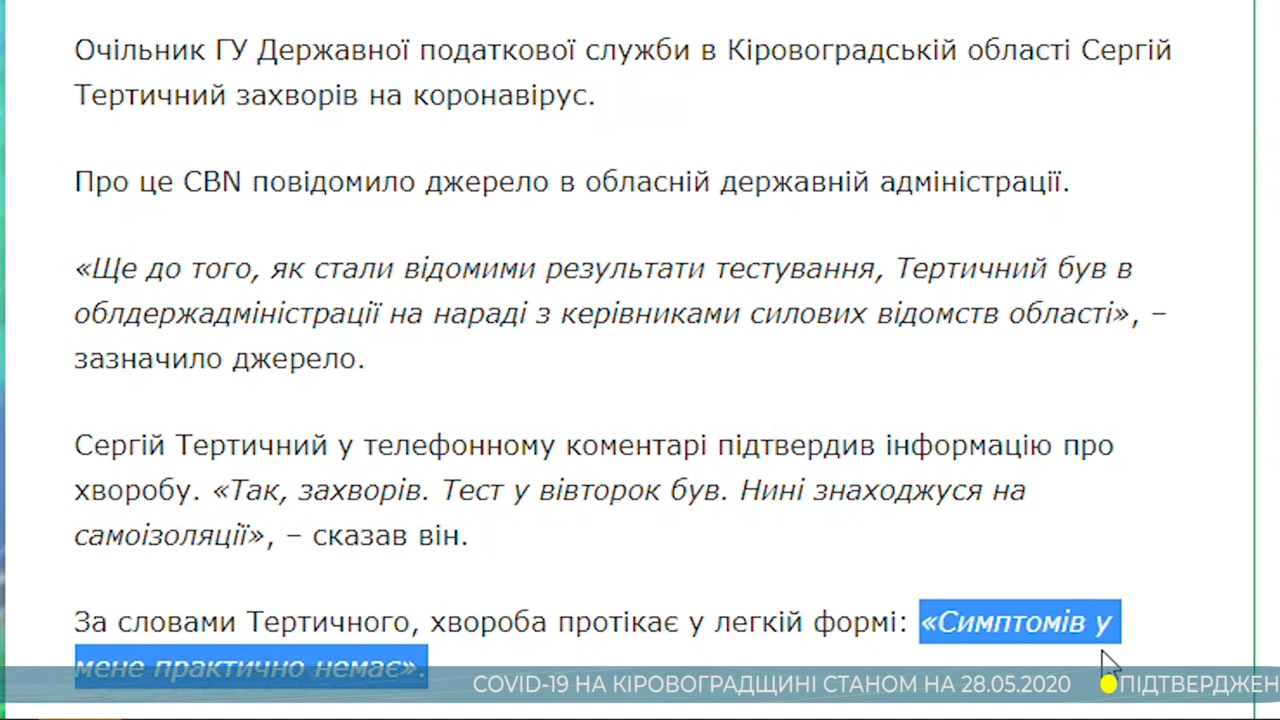 Очільник ГУ Державної податкової служби в Кіровоградській області Сергій
Тертичний захворів на коронавірус.
Про це CBN повідомило джерело в обласній державній адміністрації.
«Ще до того, як стали відомими результати тестування, Тертичний був в
облдержадміністрації на нараді з керівниками силових відомств області», –
зазначило джерело.
Сергій Тертичний у телефонному коментарі підтвердив інформацію про
хворобу. «Так, захворів. Тест у вівторок був. Нині знаходжуся на
самоізоляції», – сказав він.
За словами Тертичного, хвороба протікає у легкій формі: «Симптомів у
мене практично немає».
COVID-19 НА КІРОВОГРАДЩИНІ СТАНОМ НА 28.05.2020 ПІДТВЕРДЖЕН